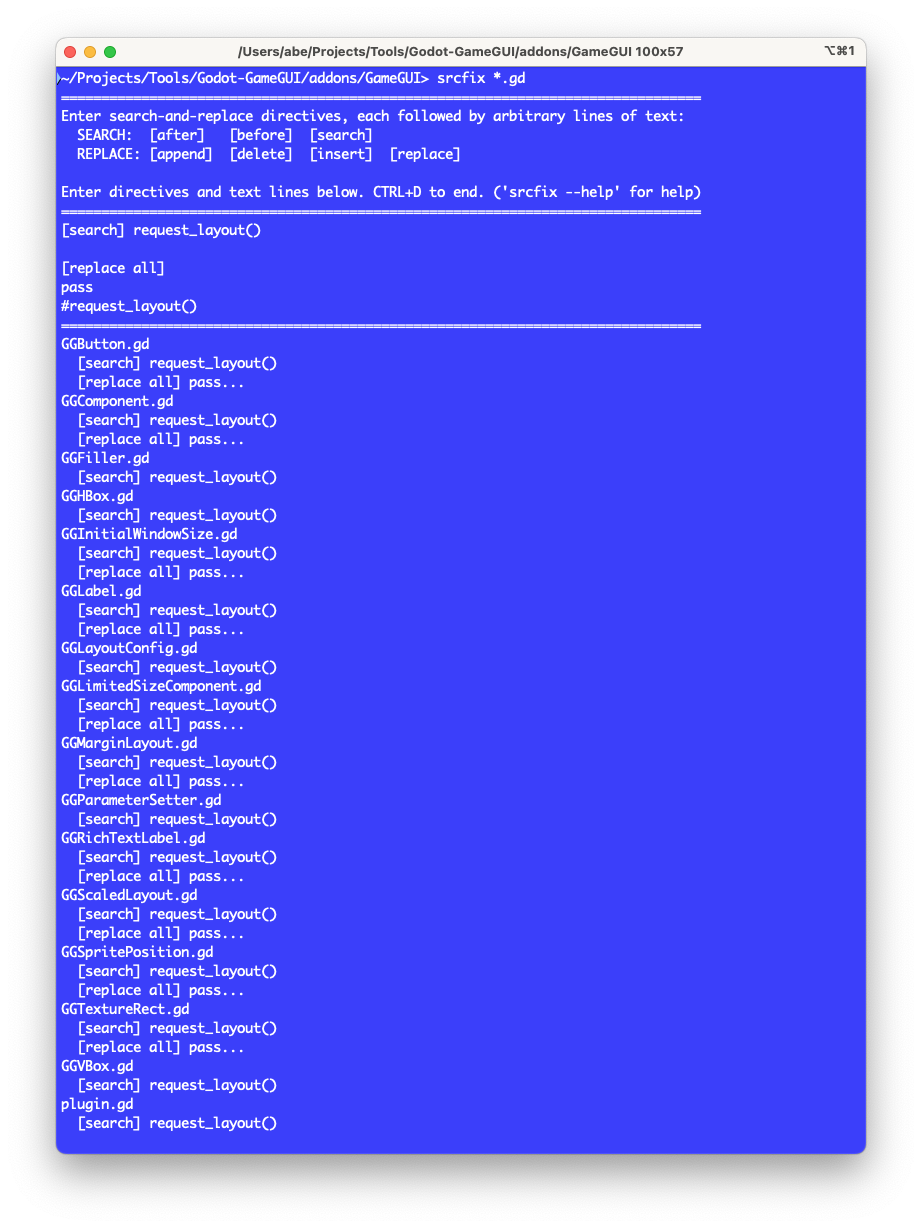 /Users/abe/Projects/Tools/Godot-GameGUI/addons/GameGUI 100x57
⌥⌘1
~/Projects/Tools/Godot-GameGUI/addons/GameGUI> srcfix *.gd
Enter search-and-replace directives, each followed by arbitrary lines of text:
  SEARCH:  [after]   [before]  [search]
  REPLACE: [append]  [delete]  [insert]  [replace]
Enter directives and text lines below. CTRL+D to end. ('srcfix --help' for help)
[search] request_layout()
[replace all]
pass
#request_layout()
GGButton.gd
  [search] request_layout()
  [replace all] pass...
GGComponent.gd
  [search] request_layout()
  [replace all] pass...
GGFiller.gd
  [search] request_layout()
GGHBox.gd
  [search] request_layout()
GGInitialWindowSize.gd
  [search] request_layout()
  [replace all] pass...
GGLabel.gd
  [search] request_layout()
  [replace all] pass...
GGLayoutConfig.gd
  [search] request_layout()
GGLimitedSizeComponent.gd
  [search] request_layout()
  [replace all] pass...
GGMarginLayout.gd
  [search] request_layout()
  [replace all] pass...
GGParameterSetter.gd
  [search] request_layout()
GGRichTextLabel.gd
  [search] request_layout()
  [replace all] pass...
GGScaledLayout.gd
  [search] request_layout()
  [replace all] pass...
GGSpritePosition.gd
  [search] request_layout()
  [replace all] pass...
GGTextureRect.gd
  [search] request_layout()
  [replace all] pass...
GGVBox.gd
  [search] request_layout()
plugin.gd
  [search] request_layout()